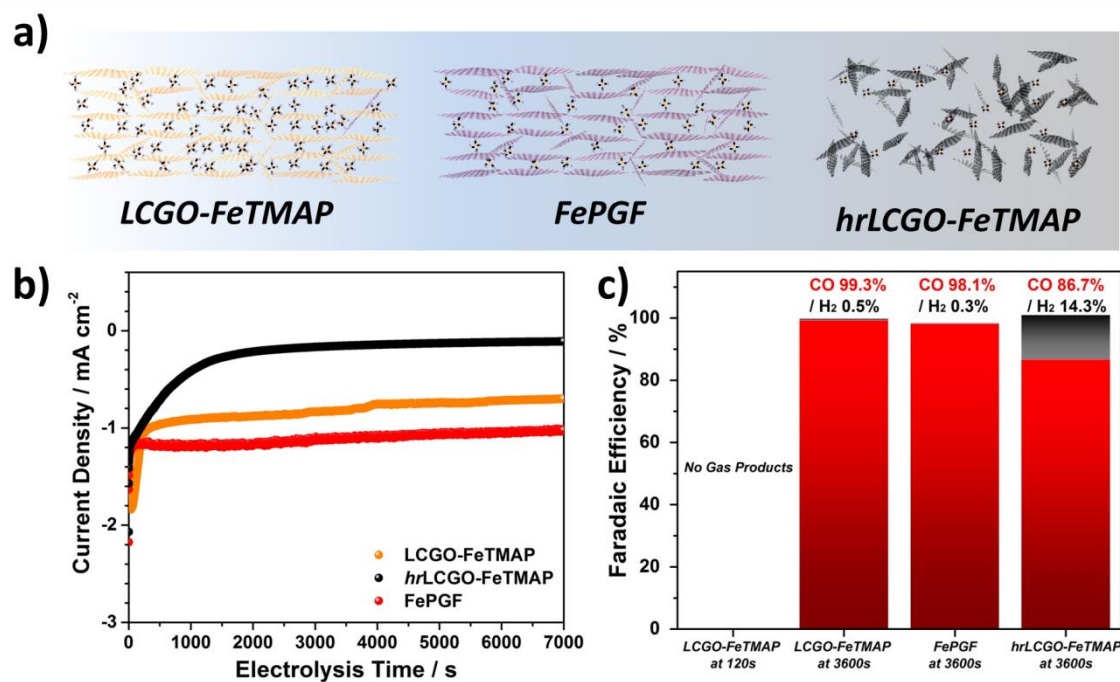 a)
LCGO-FeTMAP
FePGF
hrLCGO-FeTMAP
b)
Current Density / mA cm⁻²
0
-1
-2
-3
LCGO-FeTMAP
hrLCGO-FeTMAP
FePGF
0
1000
2000
3000
4000
5000
6000
7000
Electrolysis Time / s
c)
Faradaic Efficiency / %
100
80
60
40
20
0
CO 99.3%
/ H₂ 0.5%
CO 98.1%
/ H₂ 0.3%
CO 86.7%
/ H₂ 14.3%
No Gas Products
LCGO-FeTMAP
at 120s
LCGO-FeTMAP
at 3600s
FePGF
at 3600s
hrLCGO-FeTMAP
at 3600s